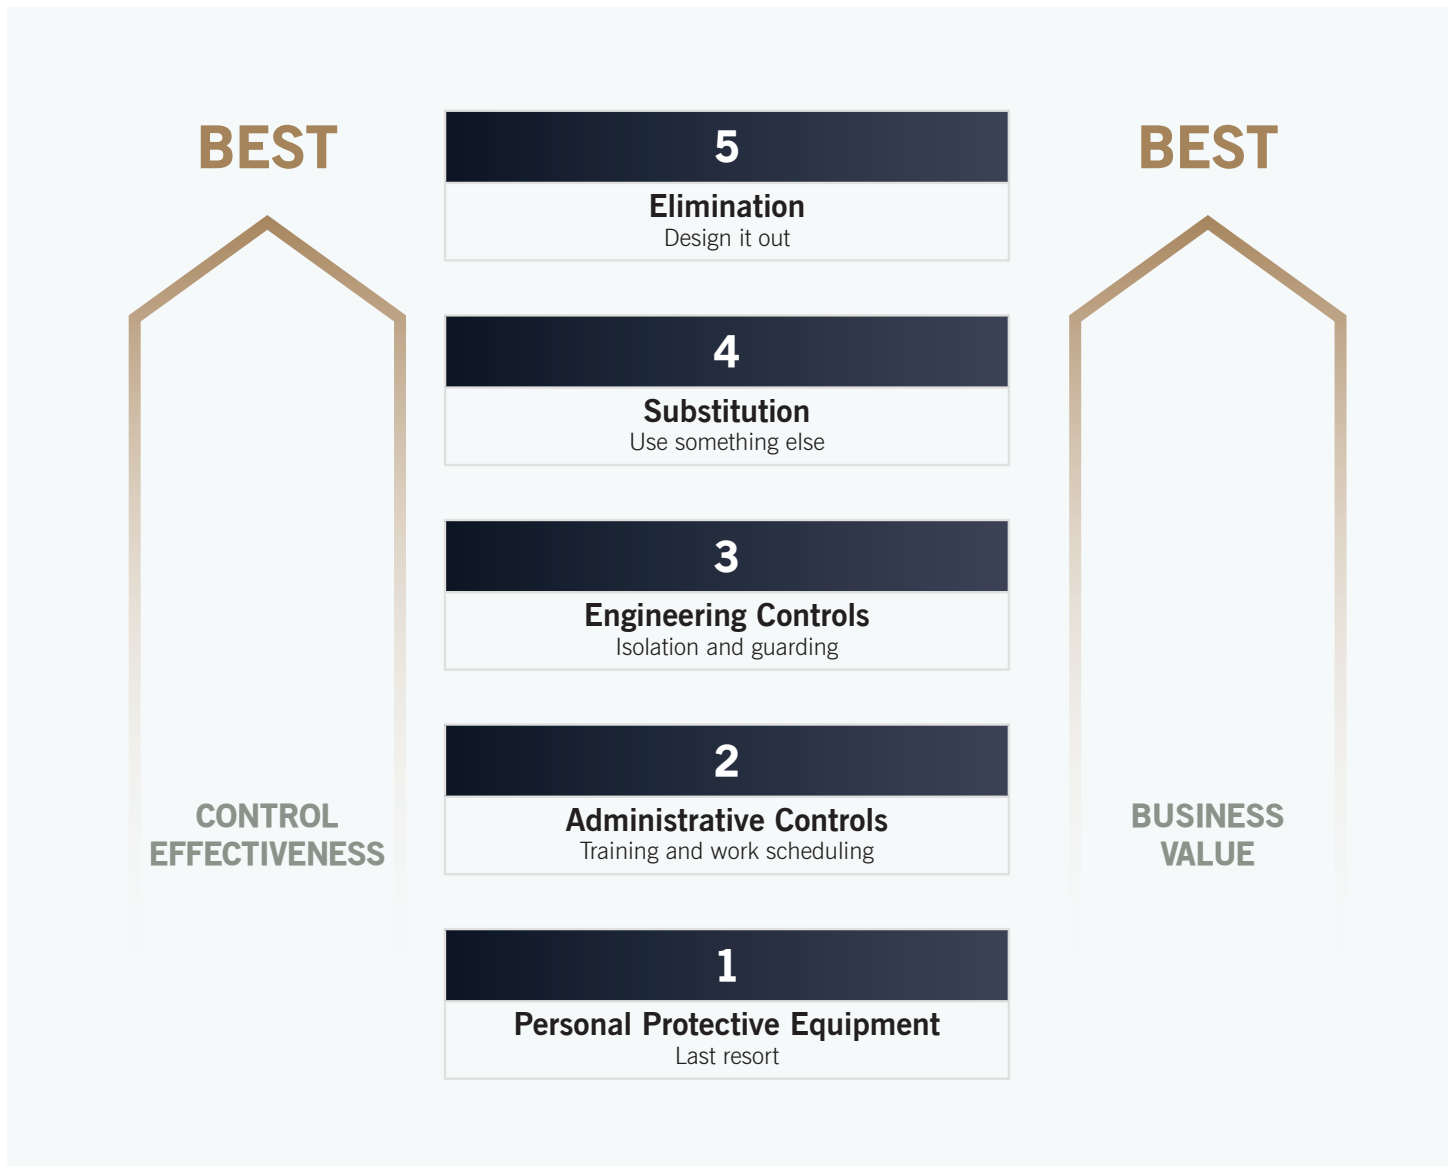 BEST
BEST
5
Elimination
Design it out
4
Substitution
Use something else
3
Engineering Controls
Isolation and guarding
2
Administrative Controls
Training and work scheduling
CONTROL
EFFECTIVENESS
BUSINESS
VALUE
1
Personal Protective Equipment
Last resort